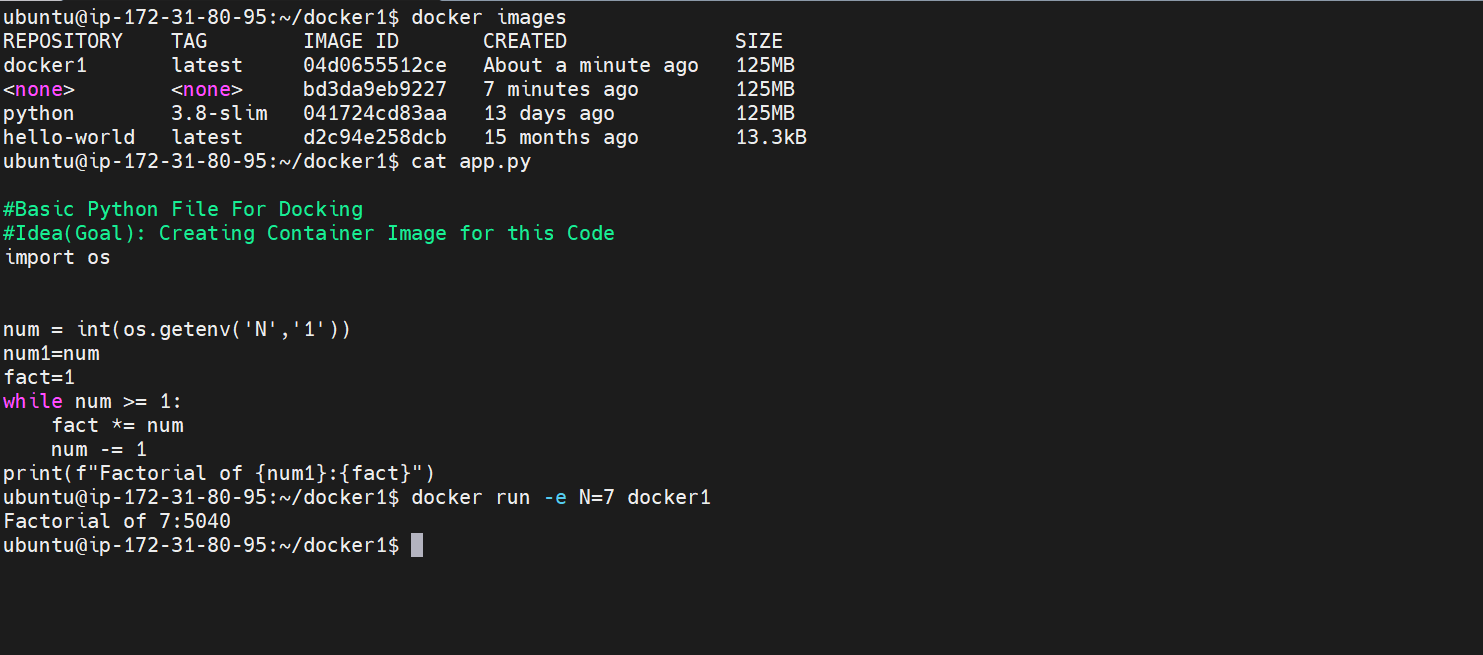 ubuntu@ip-172-31-80-95:~/docker1$ docker images
REPOSITORY    TAG        IMAGE ID       CREATED              SIZE
docker1       latest     04d0655512ce   About a minute ago   125MB
<none>        <none>     bd3da9eb9227   7 minutes ago        125MB
python        3.8-slim   041724cd83aa   13 days ago          125MB
hello-world   latest     d2c94e258dcb   15 months ago        13.3kB
ubuntu@ip-172-31-80-95:~/docker1$ cat app.py
#Basic Python File For Docking
#Idea(Goal): Creating Container Image for this Code
import os
num = int(os.getenv('N','1'))
num1=num
fact=1
while num >= 1:
    fact *= num
    num -= 1
print(f"Factorial of {num1}:{fact}")
ubuntu@ip-172-31-80-95:~/docker1$ docker run -e N=7 docker1
Factorial of 7:5040
ubuntu@ip-172-31-80-95:~/docker1$